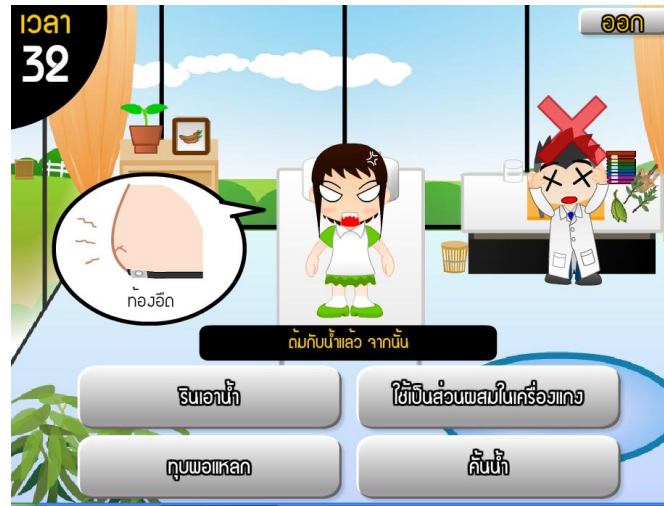 เวลา
32
ออก
ท้องอืด
ต้มกับน้ำแล้ว จากนั้น
รินเอาน้ำ
ใช้เป็นส่วนผสมในเครื่องแกง
ทุบพอแหลก
คั้นน้ำ